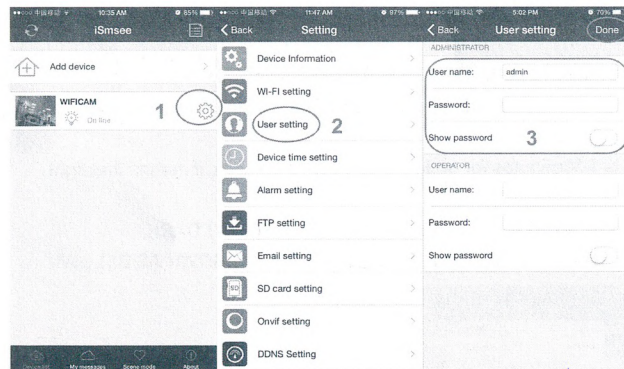 中国移动 10:35 AM 85%
iSmsee
Add device
WIFICAM
On line
1
Device list My messages Scene mode About
中国移动 11:47 AM 97%
Back Setting
Device Information
WI-FI setting
User setting 2
Device time setting
Alarm setting
FTP setting
Email setting
SD
SD card setting
Onvif setting
DDNS Setting
中国移动 5:02 PM 70%
Back User setting Done
ADMINISTRATOR
User name: admin
Password:
Show password
3
OPERATOR
User name:
Password:
Show password